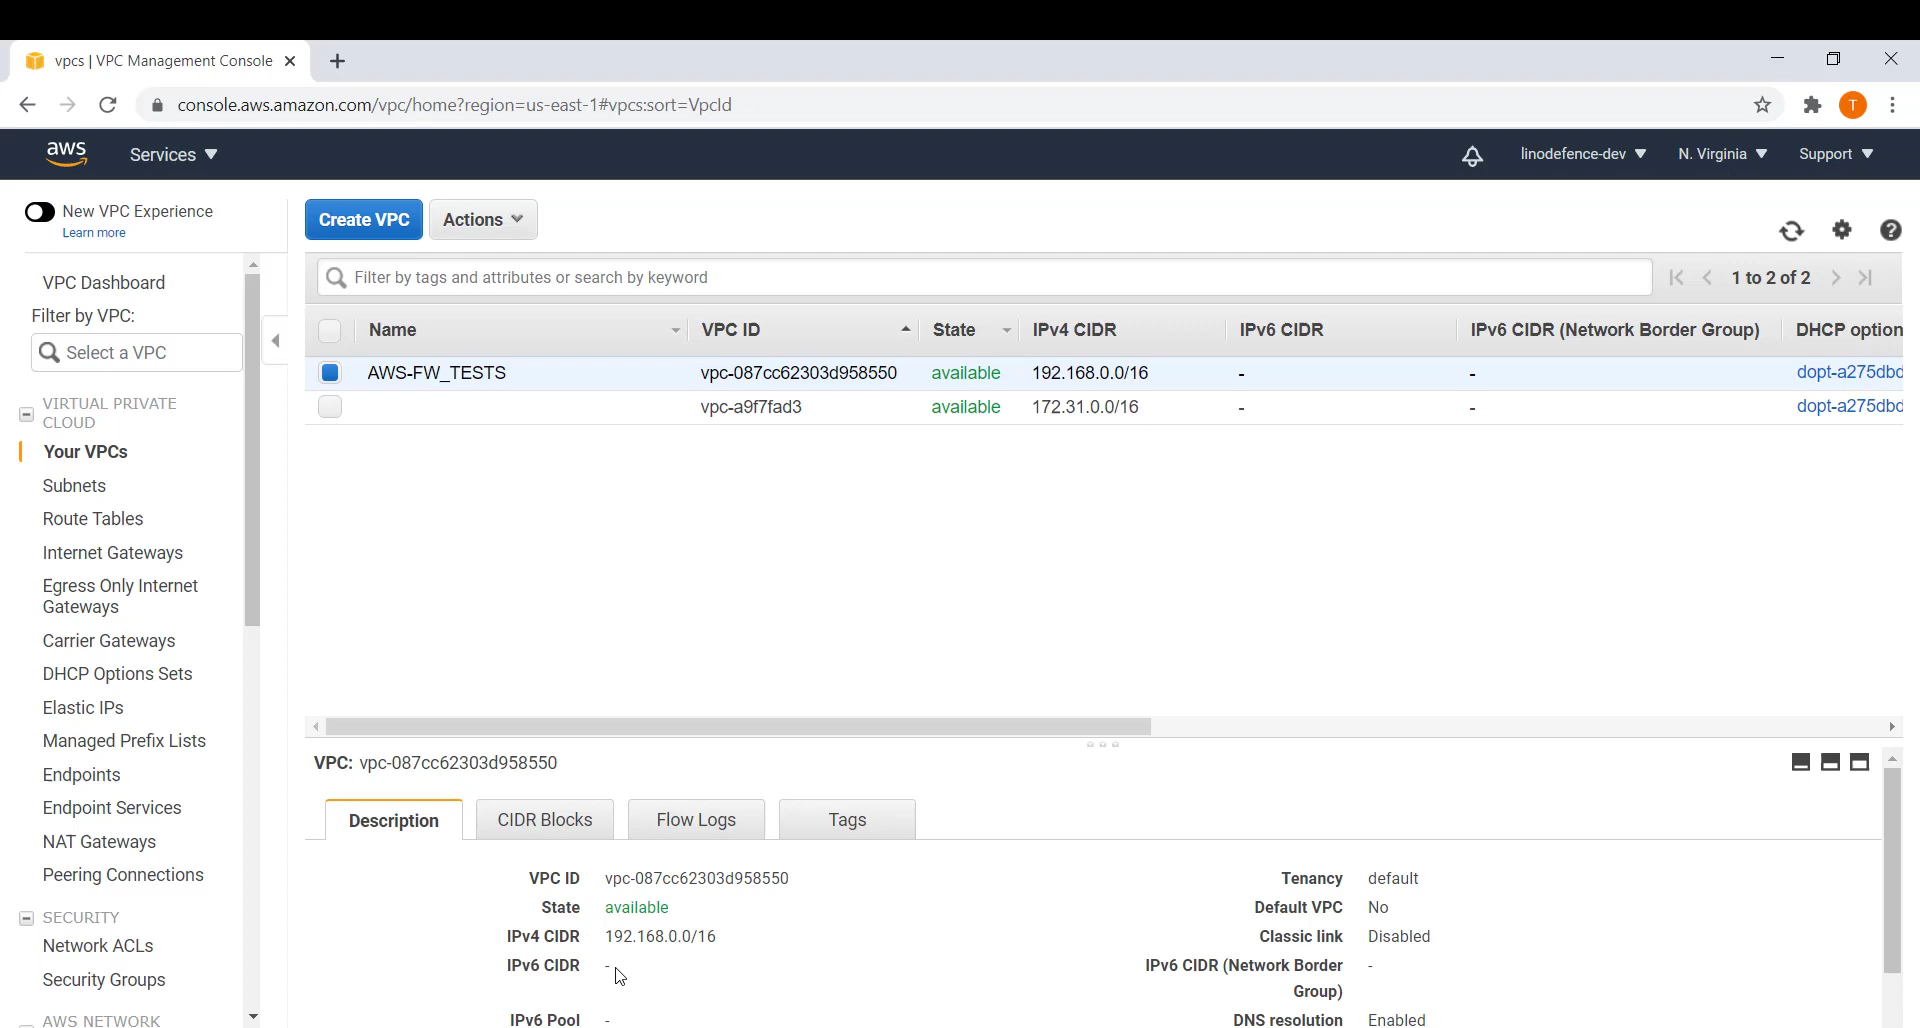 vpcs | VPC Management Console
console.aws.amazon.com/vpc/home?region=us-east-1#vpcs:sort=VpcId
T
aws
Services
linodefence-dev
N. Virginia
Support
New VPC Experience
Learn more
VPC Dashboard
Filter by VPC:
Select a VPC
VIRTUAL PRIVATE
CLOUD
Your VPCs
Subnets
Route Tables
Internet Gateways
Egress Only Internet
Gateways
Carrier Gateways
DHCP Options Sets
Elastic IPs
Managed Prefix Lists
Endpoints
Endpoint Services
NAT Gateways
Peering Connections
SECURITY
Network ACLs
Security Groups
AWS NETWORK
Create VPC
Actions
Filter by tags and attributes or search by keyword
1 to 2 of 2
Name VPC ID State IPv4 CIDR IPv6 CIDR IPv6 CIDR (Network Border Group) DHCP option
AWS-FW_TESTS vpc-087cc62303d958550 available 192.168.0.0/16 - - dopt-a275dbd
vpc-a9f7fad3 available 172.31.0.0/16 - - dopt-a275dbd
VPC: vpc-087cc62303d958550
Description
CIDR Blocks
Flow Logs
Tags
VPC ID vpc-087cc62303d958550
State available
IPv4 CIDR 192.168.0.0/16
IPv6 CIDR -
IPv6 Pool -
Tenancy default
Default VPC No
Classic link Disabled
IPv6 CIDR (Network Border -
Group)
DNS resolution Enabled